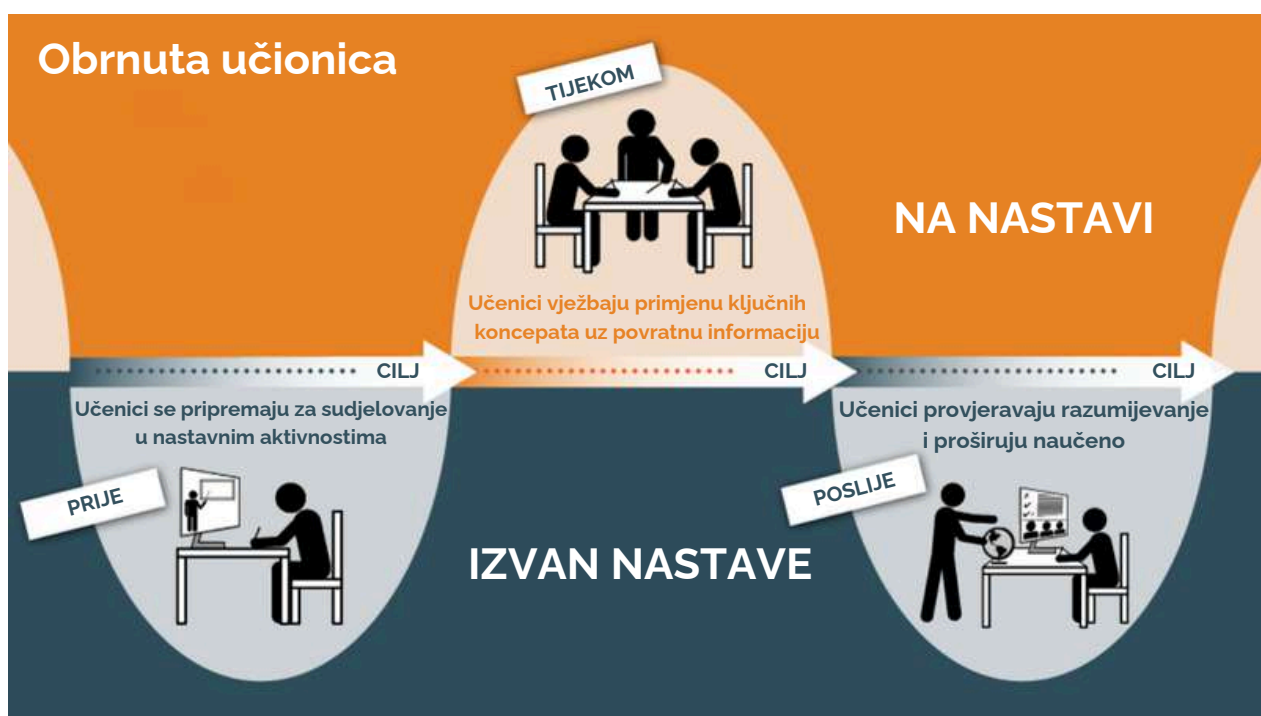 Obrnuta učionica
TIJEKOM
NA NASTAVI
Učenici vježbaju primjenu ključnih
koncepata uz povratnu informaciju
CILJ
CILJ
CILJ
Učenici se pripremaju za sudjelovanje
u nastavnim aktivnostima
PRIJE
IZVAN NASTAVE
Učenici provjeravaju razumijevanje
i proširuju naučeno
POSLIJE